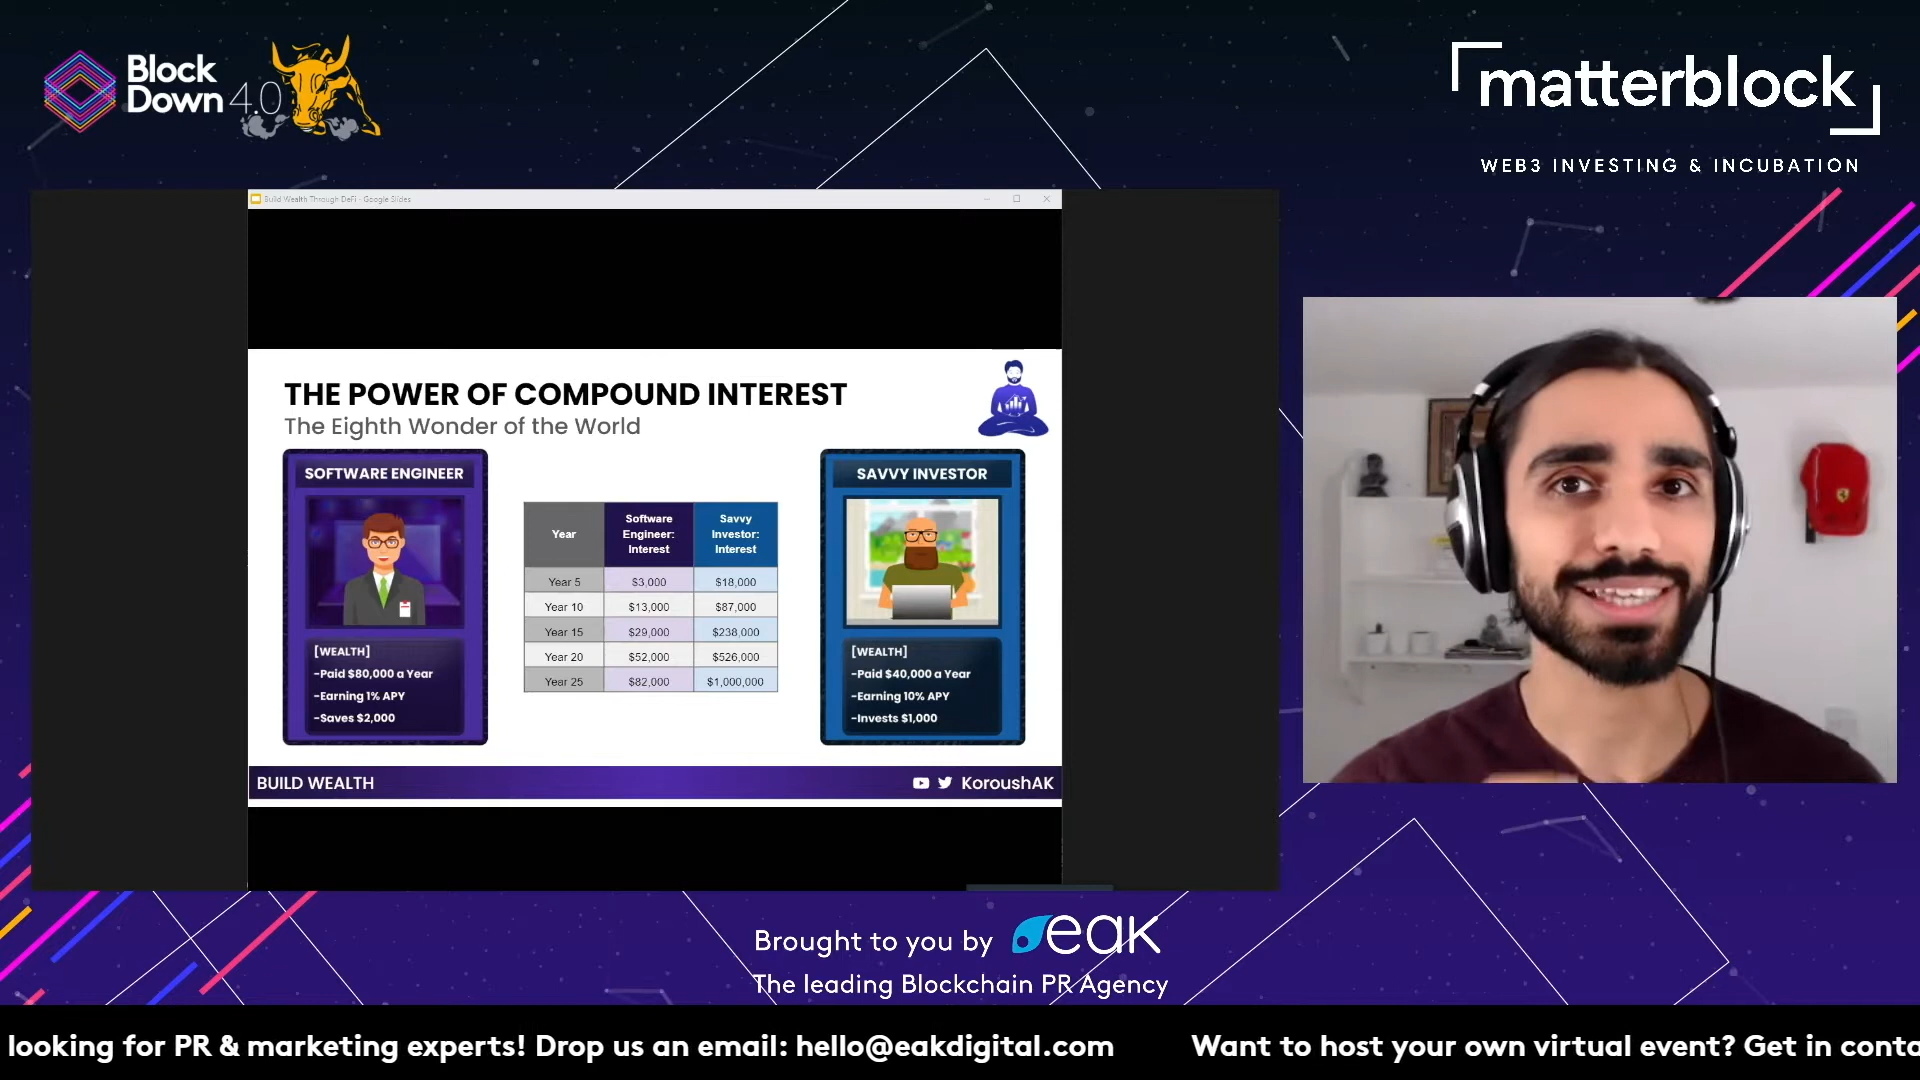 Block
Down 4.0
matterblock
WEB3 INVESTING & INCUBATION
Build Wealth Through DeFi - Google Slides
THE POWER OF COMPOUND INTEREST
The Eighth Wonder of the World
SOFTWARE ENGINEER
[WEALTH]
-Paid $80,000 a Year
-Earning 1% APY
-Saves $2,000
Year Software Engineer: Interest Savvy Investor: Interest
Year 5 $3,000 $18,000
Year 10 $13,000 $87,000
Year 15 $29,000 $238,000
Year 20 $52,000 $526,000
Year 25 $82,000 $1,000,000
SAVVY INVESTOR
[WEALTH]
-Paid $40,000 a Year
-Earning 10% APY
-Invests $1,000
BUILD WEALTH
KoroushAK
Brought to you by eak
The leading Blockchain PR Agency
looking for PR & marketing experts! Drop us an email: hello@eakdigital.com Want to host your own virtual event? Get in conta